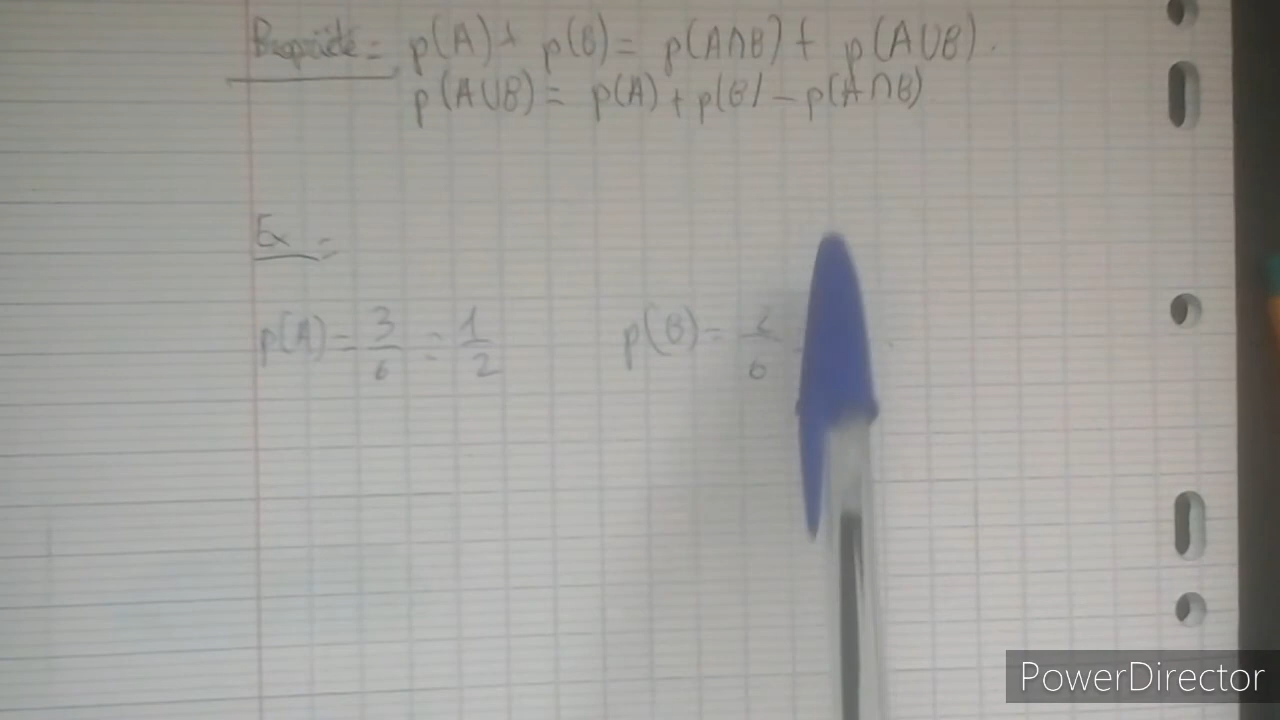 Propriété = p(A) + p(B) = p(A∩B) + p(A∪B).
p(A∪B) = p(A) + p(B) - p(A∩B)
Ex =
p(A) = 3/6 = 1/2 p(B) = 2/6
PowerDirector